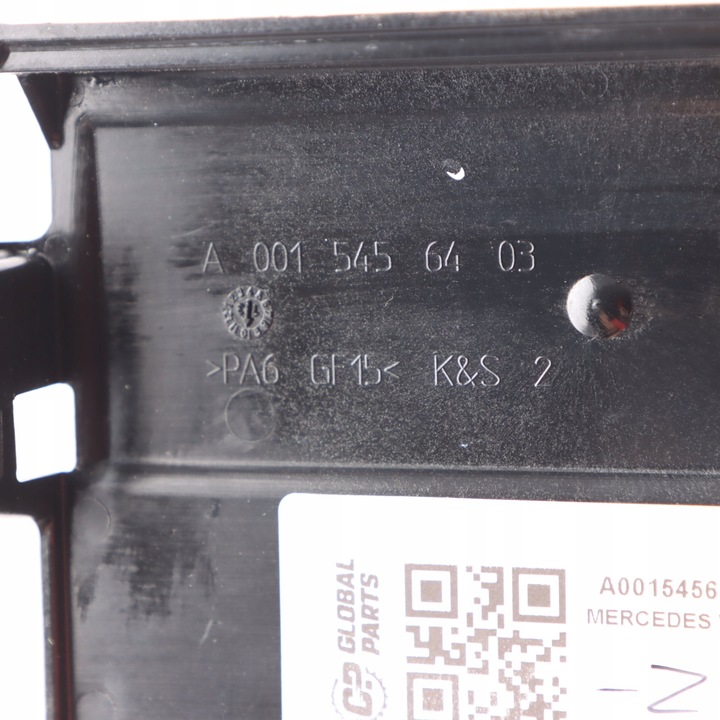 A 001 545 64 03
>PA6 GF15< K&S 2
GLOBAL
PARTS
A0015456
MERCEDES
-Z